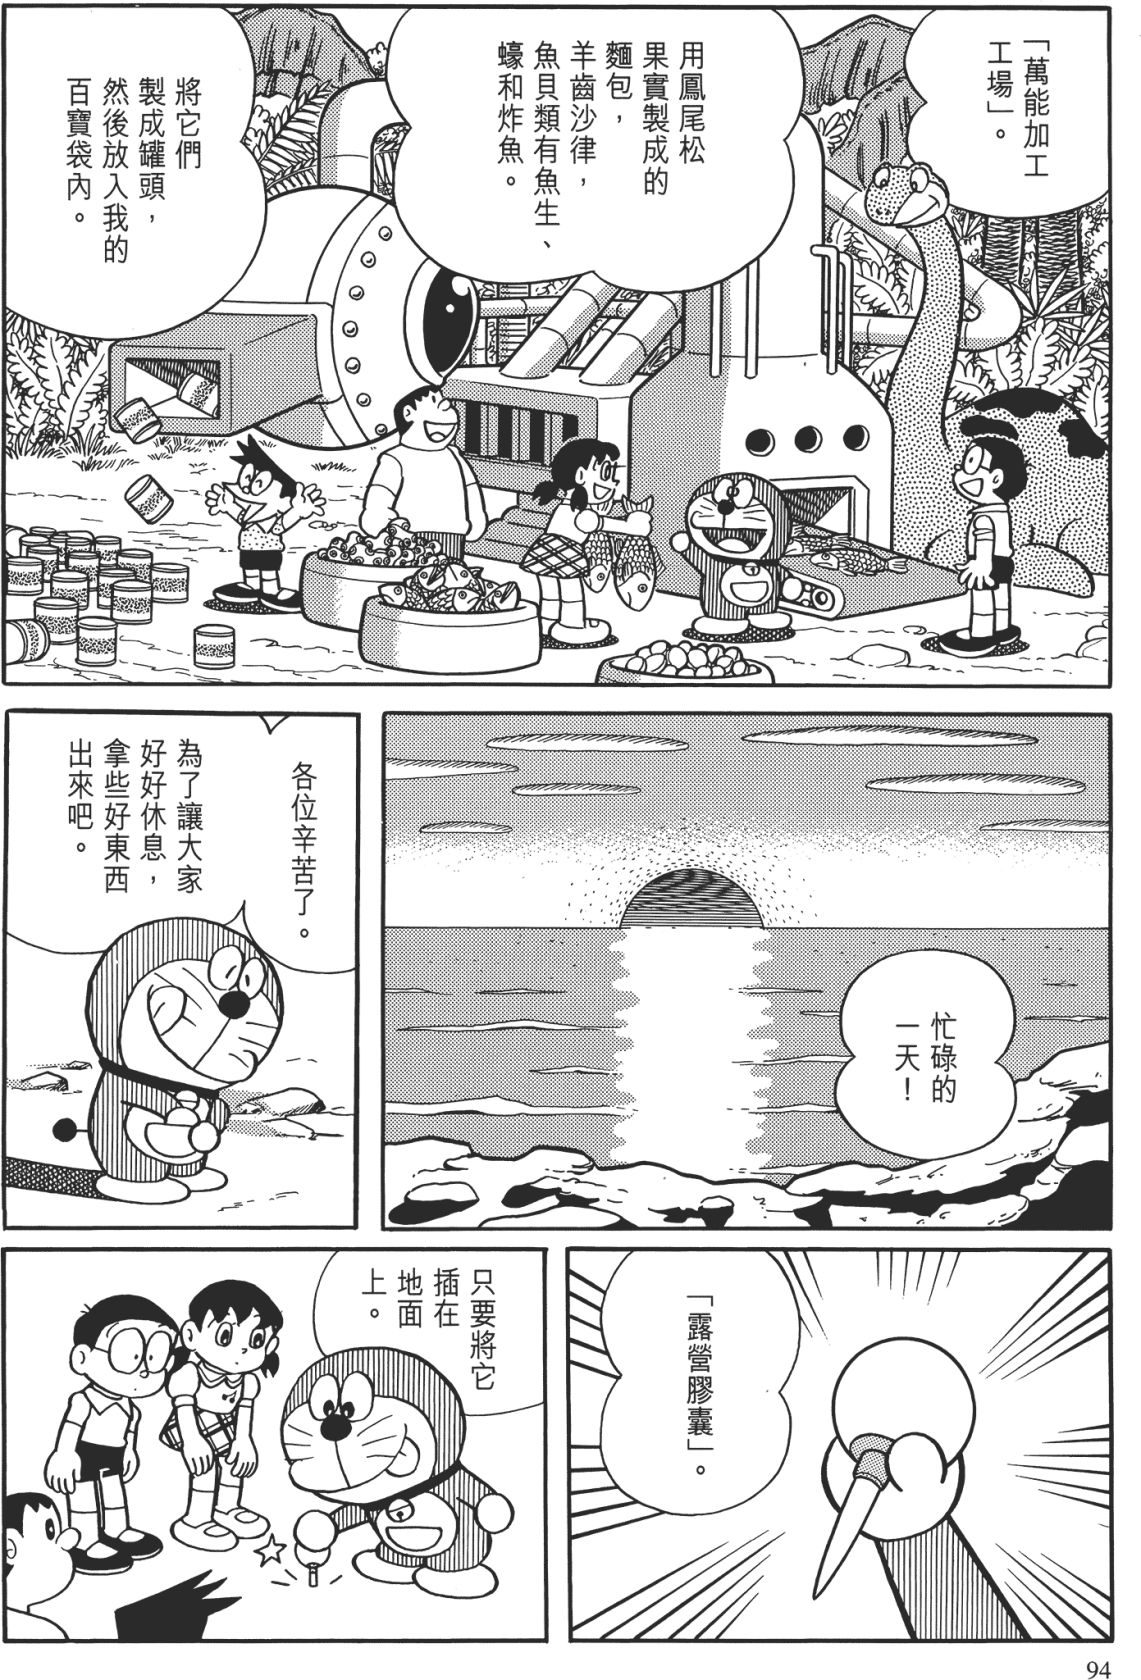 「萬能加工
工場」。
用鳳尾松
果實製成的
麵包，
羊齒沙律，
魚貝類有魚生、
蠔和炸魚。
將它們
製成罐頭，
然後放入我的
百寶袋內。
忙碌的
一天！
各位辛苦了。
為了讓大家
好好休息，
拿些好東西
出來吧。
「露營膠囊」。
只要將它
插在
地面
上。
94